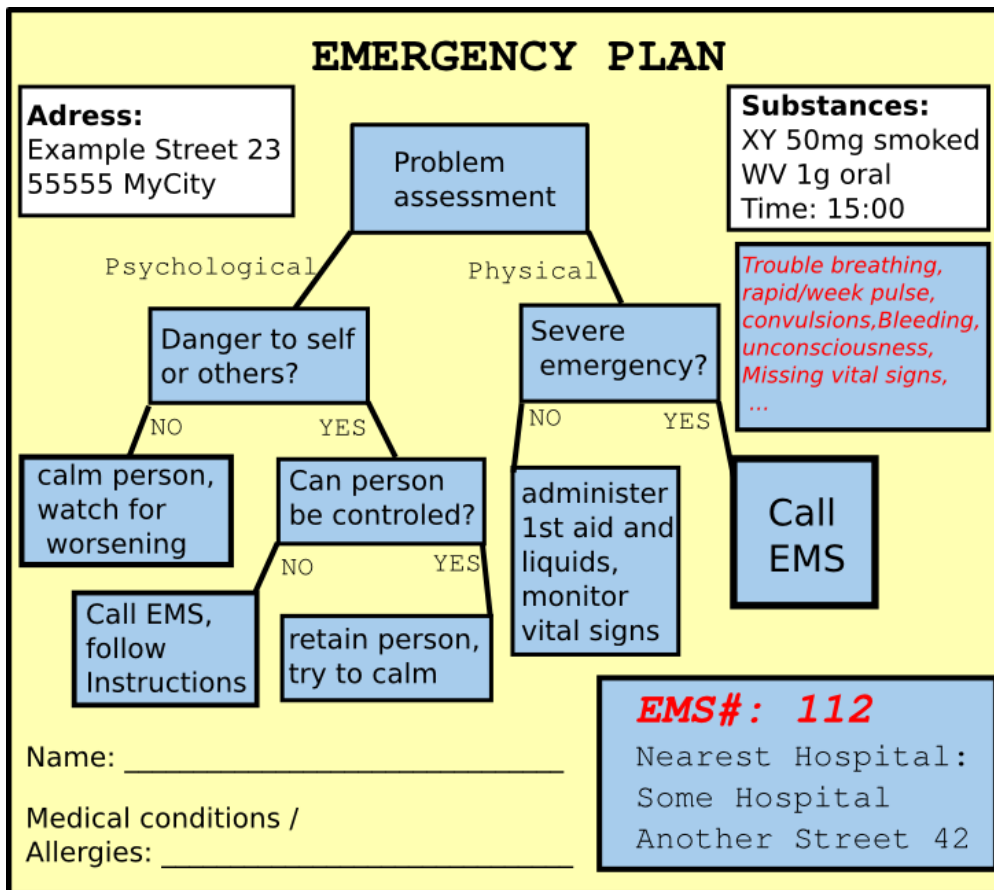 EMERGENCY PLAN
Adress:
Example Street 23
55555 MyCity
Substances:
XY 50mg smoked
WV 1g oral
Time: 15:00
Problem
assessment
Psychological
Physical
Trouble breathing,
rapid/week pulse,
convulsions,Bleeding,
unconsciousness,
Missing vital signs,
...
Danger to self
or others?
Severe
emergency?
NO
YES
NO
YES
calm person,
watch for
worsening
Can person
be controled?
administer
1st aid and
liquids,
monitor
vital signs
Call
EMS
NO
YES
Call EMS,
follow
Instructions
retain person,
try to calm
EMS#: 112
Nearest Hospital:
Some Hospital
Another Street 42
Name: ______________________________
Medical conditions /
Allergies: ____________________________